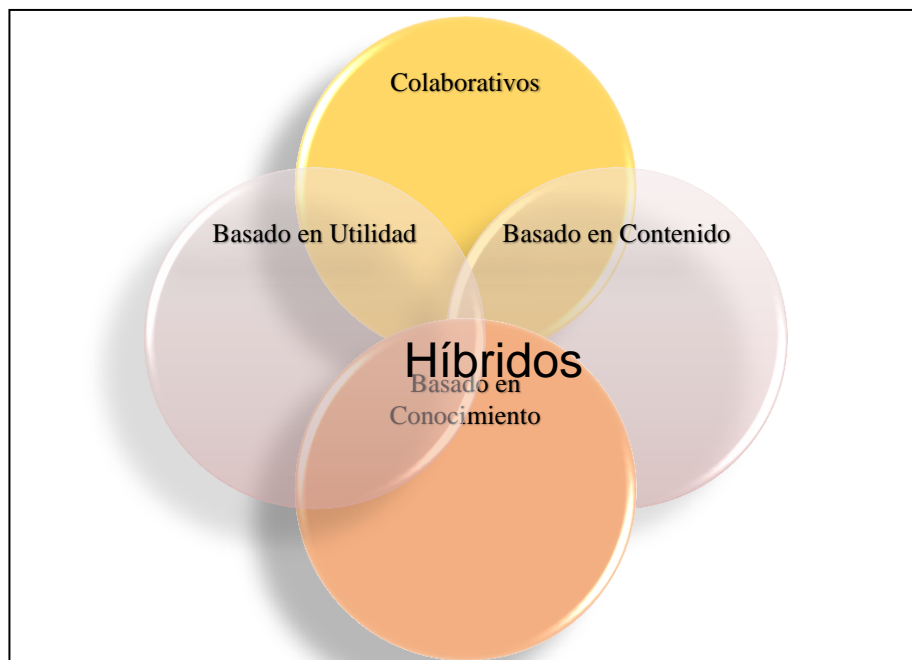 Colaborativos
Basado en Utilidad
Basado en Contenido
Híbridos
Basado en
Conocimiento